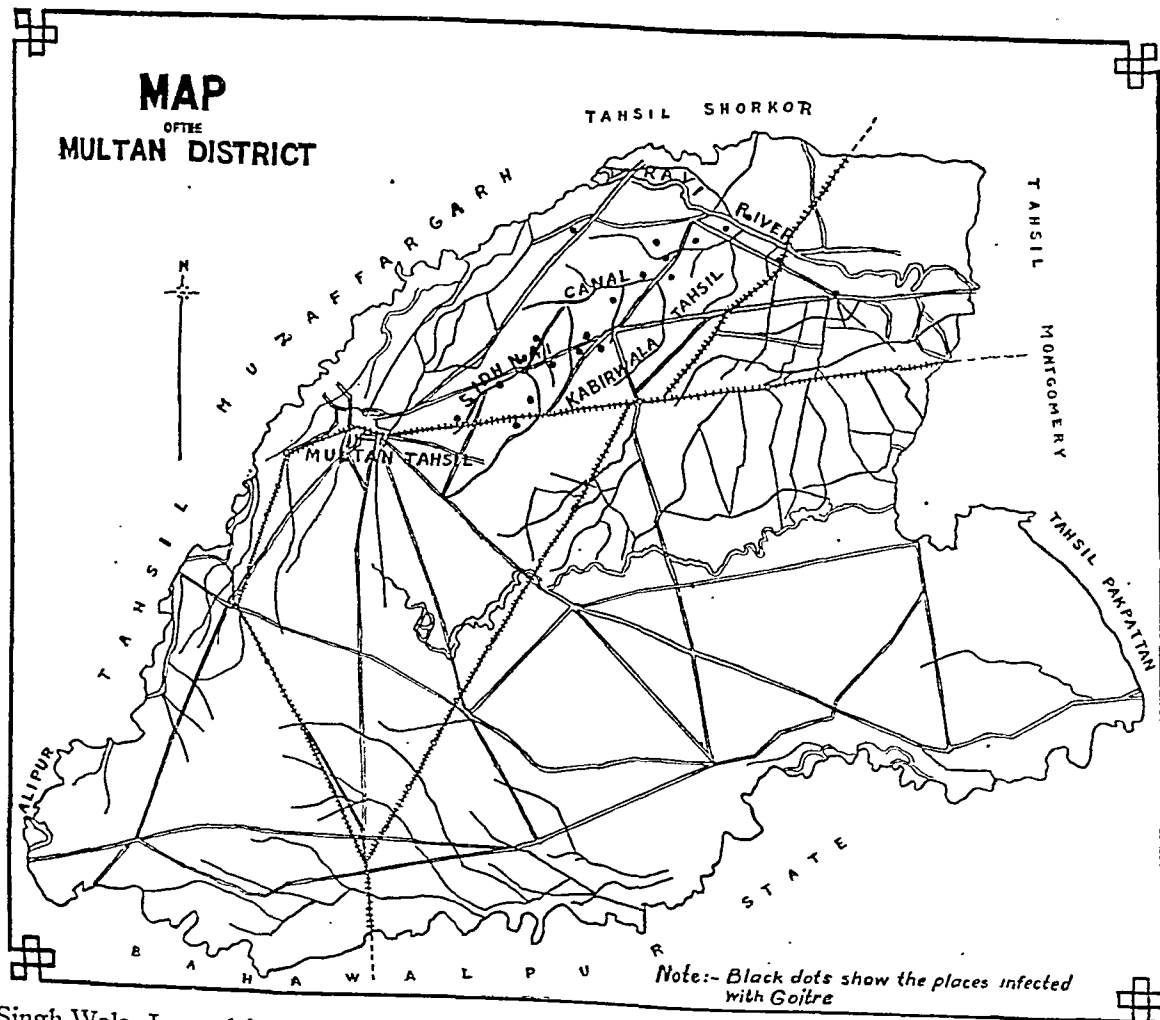 MAP
OF THE
MULTAN DISTRICT
TAHSIL SHORKOR
RAVI RIVER
TAHSIL MUNAFFARGARH
TAHSIL MONTGOMERY
N
CANAL
SIDHNAI
KABIRWALA TAHSIL
MULTAN TAHSIL
TAHSIL PAKPATTAN
ALIPUR
BAHAWALPUR STATE
Note:- Black dots show the places infected
with Goitre
Singh Wala